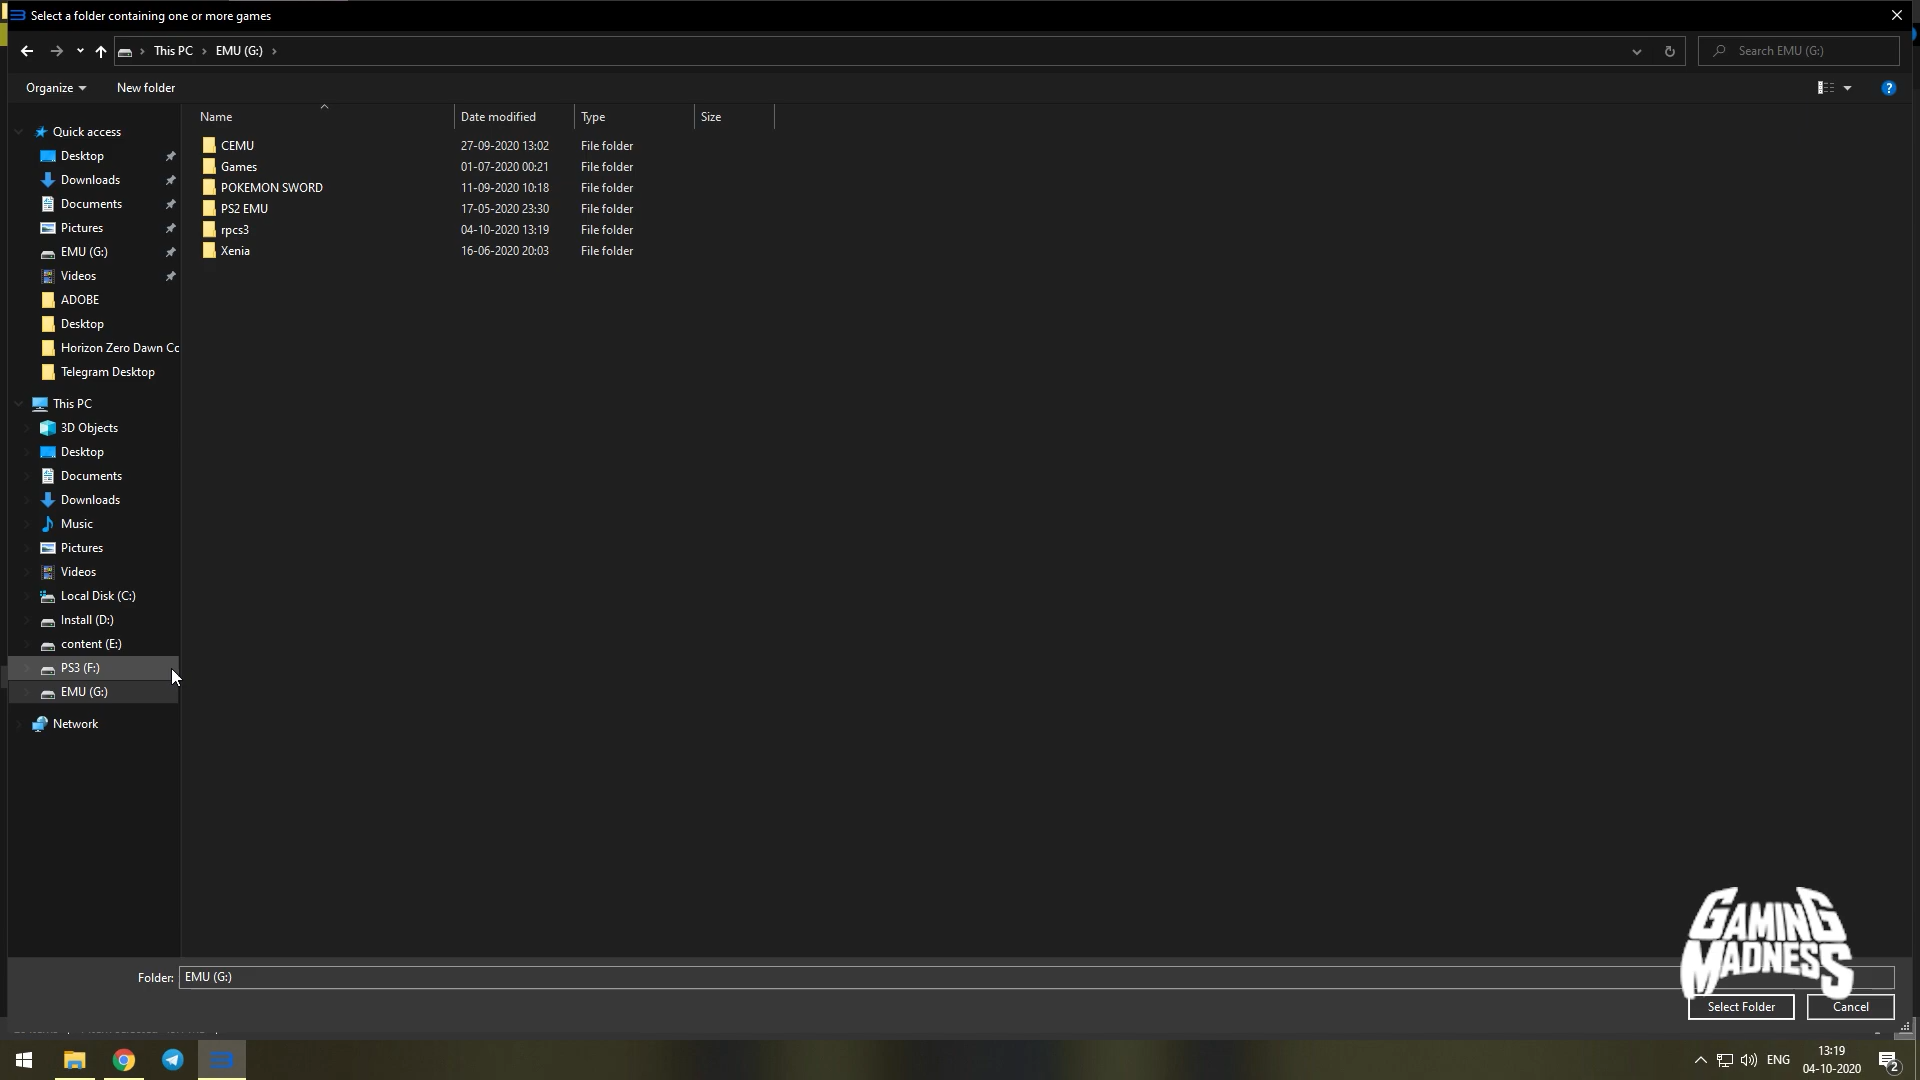 Select a folder containing one or more games
This PC
EMU (G:)
Search EMU (G:)
Organize
New folder
Name
Date modified
Type
Size
CEMU 27-09-2020 13:02 File folder
Games 01-07-2020 00:21 File folder
POKEMON SWORD 11-09-2020 10:18 File folder
PS2 EMU 17-05-2020 23:30 File folder
rpcs3 04-10-2020 13:19 File folder
Xenia 16-06-2020 20:03 File folder
Quick access
Desktop
Downloads
Documents
Pictures
EMU (G:)
Videos
ADOBE
Desktop
Horizon Zero Dawn Co
Telegram Desktop
This PC
3D Objects
Desktop
Documents
Downloads
Music
Pictures
Videos
Local Disk (C:)
Install (D:)
content (E:)
PS3 (F:)
EMU (G:)
Network
GAMING
MADNESS
Folder: EMU (G:)
Select Folder
Cancel
ENG
13:19
04-10-2020
2